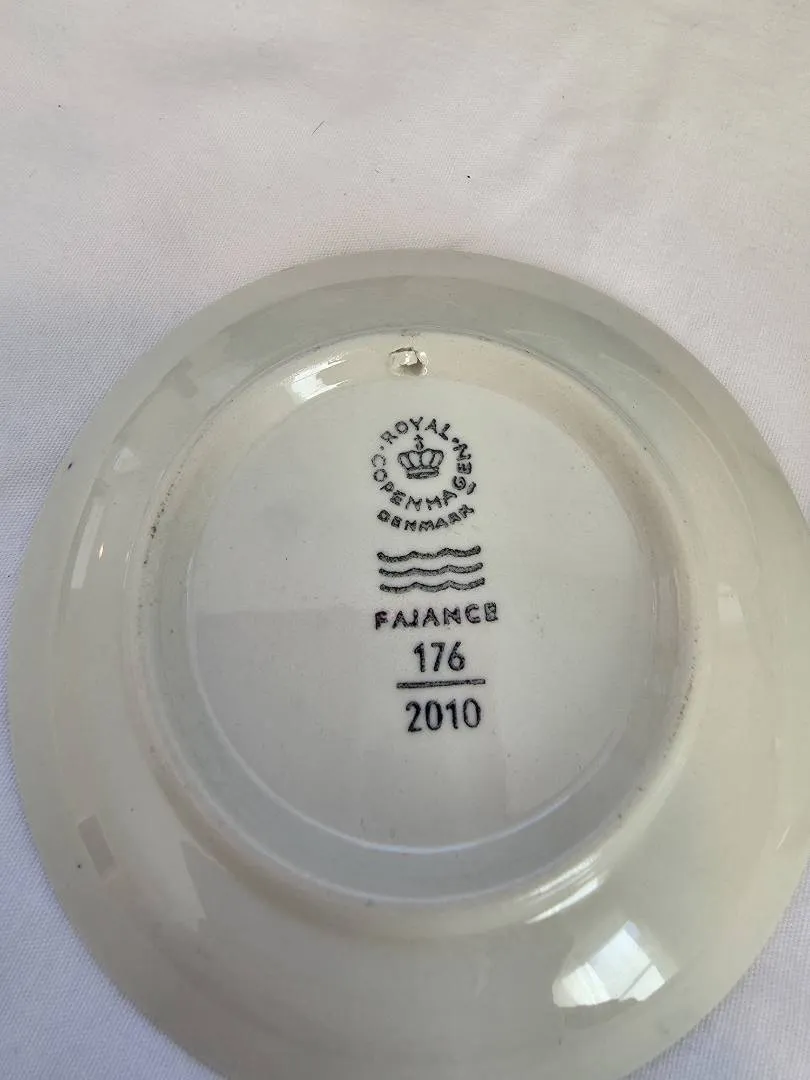 ROYAL
COPENHAGEN
DENMARK
FAJANCE
176
2010